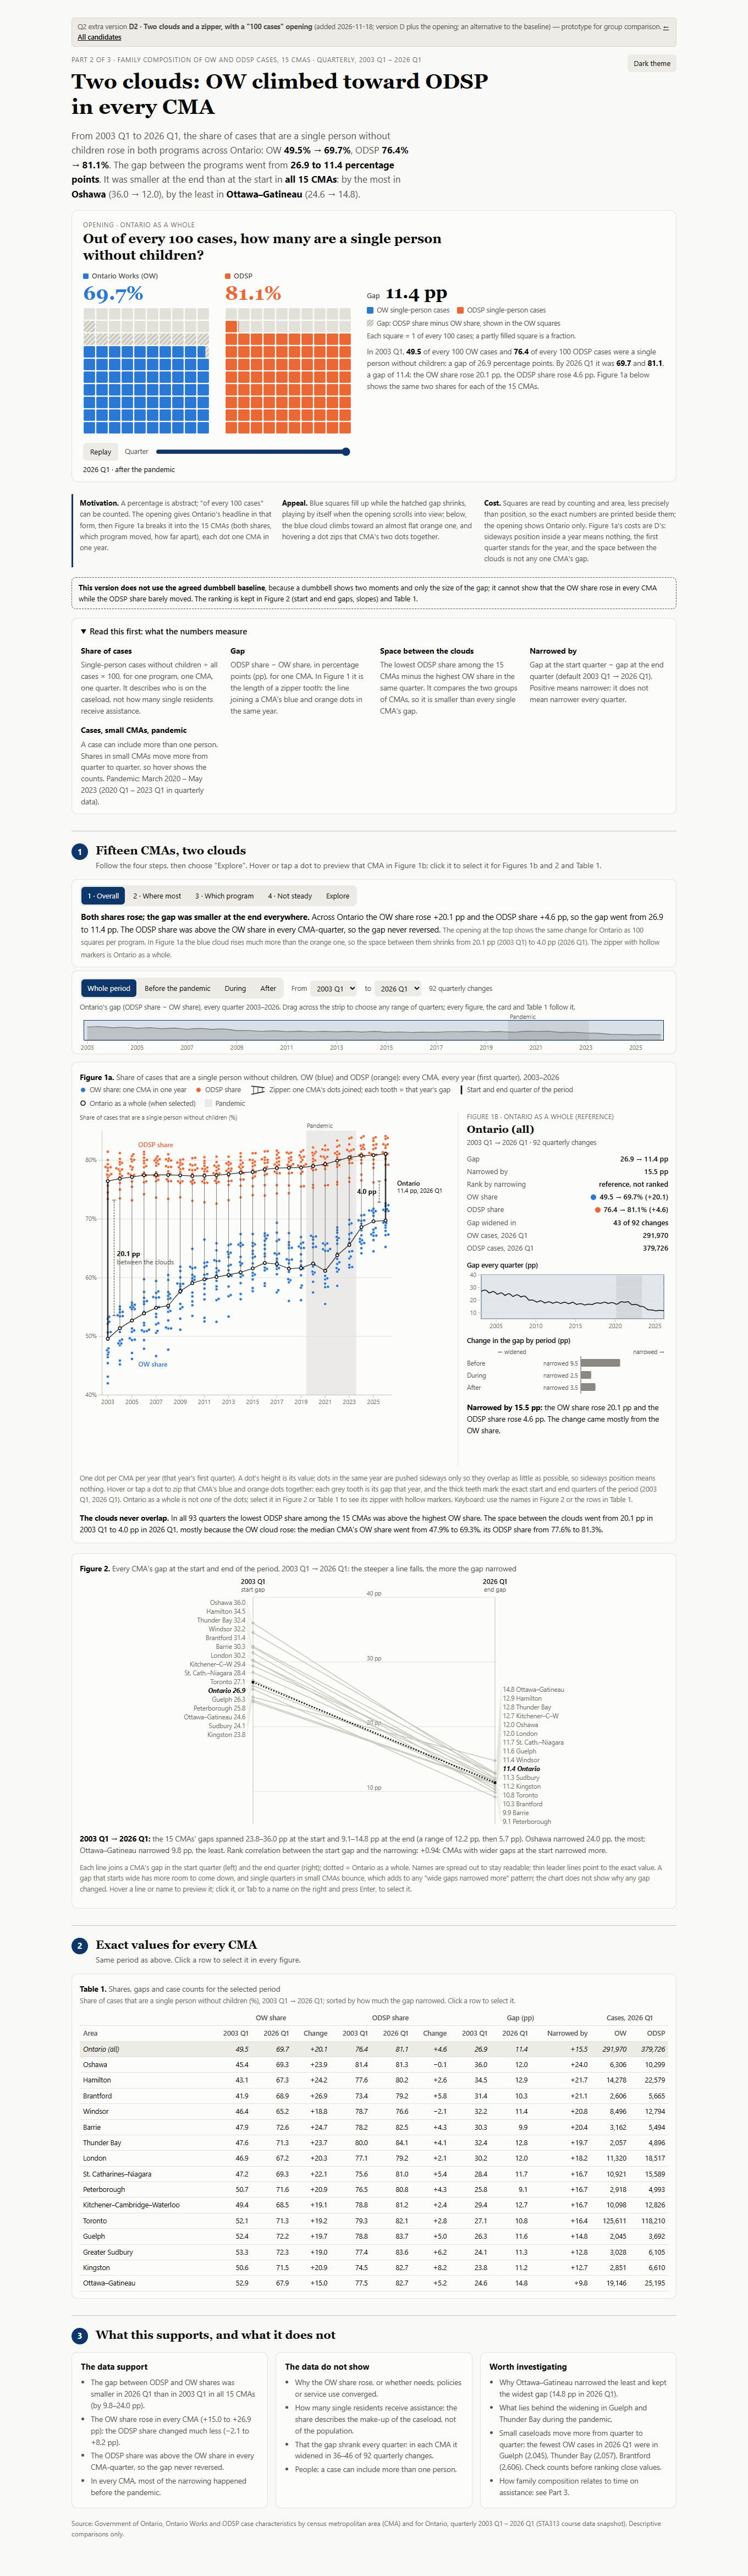 Q2 extra version D2 · Two clouds and a zipper, with a "100 cases" opening (added 2026-11-18; version D plus the opening; an alternative to the baseline) — prototype for group comparison. ←
All candidates
PART 2 OF 3 · FAMILY COMPOSITION OF OW AND ODSP CASES, 15 CMAS · QUARTERLY, 2003 Q1 – 2026 Q1
Dark theme
Two clouds: OW climbed toward ODSP
in every CMA
From 2003 Q1 to 2026 Q1, the share of cases that are a single person without
children rose in both programs across Ontario: OW 49.5% → 69.7%, ODSP 76.4%
→ 81.1%. The gap between the programs went from 26.9 to 11.4 percentage
points. It was smaller at the end than at the start in all 15 CMAs: by the most in
Oshawa (36.0 → 12.0), by the least in Ottawa–Gatineau (24.6 → 14.8).
OPENING · ONTARIO AS A WHOLE
Out of every 100 cases, how many are a single person
without children?
Ontario Works (OW)
69.7%
ODSP
81.1%
Gap 11.4 pp
OW single-person cases ODSP single-person cases
Gap: ODSP share minus OW share, shown in the OW squares
Each square = 1 of every 100 cases; a partly filled square is a fraction.
In 2003 Q1, 49.5 of every 100 OW cases and 76.4 of every 100 ODSP cases were a single
person without children: a gap of 26.9 percentage points. By 2026 Q1 it was 69.7 and 81.1,
a gap of 11.4: the OW share rose 20.1 pp, the ODSP share rose 4.6 pp. Figure 1a below
shows the same two shares for each of the 15 CMAs.
Replay Quarter
2026 Q1 · after the pandemic
Motivation. A percentage is abstract; "of every 100 cases"
can be counted. The opening gives Ontario's headline in that
form, then Figure 1a breaks it into the 15 CMAs (both shares,
which program moved, how far apart), each dot one CMA in
one year.
Appeal. Blue squares fill up while the hatched gap shrinks,
playing by itself when the opening scrolls into view; below,
the blue cloud climbs toward an almost flat orange one, and
hovering a dot zips that CMA's two dots together.
Cost. Squares are read by counting and area, less precisely
than position, so the exact numbers are printed beside them;
the opening shows Ontario only. Figure 1a's costs are D's:
sideways position inside a year means nothing, the first
quarter stands for the year, and the space between the
clouds is not any one CMA's gap.
This version does not use the agreed dumbbell baseline, because a dumbbell shows two moments and only the size of the gap; it cannot show that the OW share rose in every CMA
while the ODSP share barely moved. The ranking is kept in Figure 2 (start and end gaps, slopes) and Table 1.
▼ Read this first: what the numbers measure
Share of cases
Single-person cases without children ÷ all
cases × 100, for one program, one CMA,
one quarter. It describes who is on the
caseload, not how many single residents
receive assistance.
Gap
ODSP share − OW share, in percentage
points (pp), for one CMA. In Figure 1 it is
the length of a zipper tooth: the line
joining a CMA's blue and orange dots in
the same year.
Space between the clouds
The lowest ODSP share among the 15
CMAs minus the highest OW share in the
same quarter. It compares the two groups
of CMAs, so it is smaller than every single
CMA's gap.
Narrowed by
Gap at the start quarter − gap at the end
quarter (default 2003 Q1 → 2026 Q1).
Positive means narrower; it does not
mean narrower every quarter.
Cases, small CMAs, pandemic
A case can include more than one person.
Shares in small CMAs move more from
quarter to quarter, so hover shows the
counts. Pandemic: March 2020 – May
2023 (2020 Q1 – 2023 Q1 in quarterly
data).
1 Fifteen CMAs, two clouds
Follow the four steps, then choose "Explore". Hover or tap a dot to preview that CMA in Figure 1b; click it to select it for Figures 1b and 2 and Table 1.
1 · Overall 2 · Where most 3 · Which program 4 · Not steady Explore
Both shares rose; the gap was smaller at the end everywhere. Across Ontario the OW share rose +20.1 pp and the ODSP share +4.6 pp, so the gap went from 26.9
to 11.4 pp. The ODSP share was above the OW share in every CMA-quarter, so the gap never reversed. The opening at the top shows the same change for Ontario as 100
squares per program. In Figure 1a the blue cloud rises much more than the orange one, so the space between them shrinks from 20.1 pp (2003 Q1) to 4.0 pp (2026 Q1). The zipper with hollow
markers is Ontario as a whole.
Whole period Before the pandemic During After From 2003 Q1 to 2026 Q1 92 quarterly changes
Ontario's gap (ODSP share − OW share), every quarter 2003–2026. Drag across the strip to choose any range of quarters; every figure, the card and Table 1 follow it.
Pandemic
2003 2005 2007 2009 2011 2013 2015 2017 2019 2021 2023 2025
Figure 1a. Share of cases that are a single person without children, OW (blue) and ODSP (orange): every CMA, every year (first quarter), 2003–2026
OW share: one CMA in one year ODSP share Zipper: one CMA's dots joined; each tooth = that year's gap Start and end quarter of the period
Ontario as a whole (when selected) Pandemic
Share of cases that are a single person without children (%)
Pandemic
80%
70%
60%
50%
40%
ODSP share
OW share
20.1 pp
between the clouds
4.0 pp
Ontario
11.4 pp, 2026 Q1
2003 2005 2007 2009 2011 2013 2015 2017 2019 2021 2023 2025
FIGURE 1B · ONTARIO AS A WHOLE (REFERENCE)
Ontario (all)
2003 Q1 → 2026 Q1 · 92 quarterly changes
Gap 26.9 → 11.4 pp
Narrowed by 15.5 pp
Rank by narrowing reference, not ranked
OW share 49.5 → 69.7% (+20.1)
ODSP share 76.4 → 81.1% (+4.6)
Gap widened in 43 of 92 changes
OW cases, 2026 Q1 291,970
ODSP cases, 2026 Q1 379,726
Gap every quarter (pp)
40
30
20
10
2005 2010 2015 2020 2025
Change in the gap by period (pp)
← widened narrowed →
Before narrowed 9.5
During narrowed 2.5
After narrowed 3.5
Narrowed by 15.5 pp: the OW share rose 20.1 pp and the
ODSP share rose 4.6 pp. The change came mostly from the
OW share.
One dot per CMA per year (that year's first quarter). A dot's height is its value; dots in the same year are pushed sideways only so they overlap as little as possible, so sideways position means
nothing. Hover or tap a dot to zip that CMA's blue and orange dots together: each grey tooth is its gap that year, and the thick teeth mark the exact start and end quarters of the period (2003
Q1, 2026 Q1). Ontario as a whole is not one of the dots; select it in Figure 2 or Table 1 to see its zipper with hollow markers. Keyboard: use the names in Figure 2 or the rows in Table 1.
The clouds never overlap. In all 93 quarters the lowest ODSP share among the 15 CMAs was above the highest OW share. The space between the clouds went from 20.1 pp in
2003 Q1 to 4.0 pp in 2026 Q1, mostly because the OW cloud rose: the median CMA's OW share went from 47.9% to 69.3%, its ODSP share from 77.6% to 81.3%.
Figure 2. Every CMA's gap at the start and end of the period, 2003 Q1 → 2026 Q1: the steeper a line falls, the more the gap narrowed
2003 Q1
start gap
2026 Q1
end gap
40 pp
30 pp
20 pp
10 pp
Oshawa 36.0
Hamilton 34.5
Thunder Bay 32.4
Windsor 32.2
Brantford 31.4
Barrie 30.3
London 30.2
Kitchener–C–W 29.4
St. Cath.–Niagara 28.4
Toronto 27.1
Ontario 26.9
Guelph 26.3
Peterborough 25.8
Ottawa–Gatineau 24.6
Sudbury 24.1
Kingston 23.8
14.8 Ottawa–Gatineau
12.9 Hamilton
12.8 Thunder Bay
12.7 Kitchener–C–W
12.0 Oshawa
12.0 London
11.7 St. Cath.–Niagara
11.6 Guelph
11.4 Windsor
11.4 Ontario
11.3 Sudbury
11.2 Kingston
10.8 Toronto
10.3 Brantford
9.9 Barrie
9.1 Peterborough
2003 Q1 → 2026 Q1: the 15 CMAs' gaps spanned 23.8–36.0 pp at the start and 9.1–14.8 pp at the end (a range of 12.2 pp, then 5.7 pp). Oshawa narrowed 24.0 pp, the most;
Ottawa–Gatineau narrowed 9.8 pp, the least. Rank correlation between the start gap and the narrowing: +0.94: CMAs with wider gaps at the start narrowed more.
Each line joins a CMA's gap in the start quarter (left) and the end quarter (right); dotted = Ontario as a whole. Names are spread out to stay readable; thin leader lines point to the exact value. A
gap that starts wide has more room to come down, and single quarters in small CMAs bounce, which adds to any "wide gaps narrowed more" pattern; the chart does not show why any gap
changed. Hover a line or name to preview it; click it, or Tab to a name on the right and press Enter, to select it.
2 Exact values for every CMA
Same period as above. Click a row to select it in every figure.
Table 1. Shares, gaps and case counts for the selected period
Share of cases that are a single person without children (%), 2003 Q1 → 2026 Q1; sorted by how much the gap narrowed. Click a row to select it.
OW share ODSP share Gap (pp) Cases, 2026 Q1
Area 2003 Q1 2026 Q1 Change 2003 Q1 2026 Q1 Change 2003 Q1 2026 Q1 Narrowed by OW ODSP
Ontario (all) 49.5 69.7 +20.1 76.4 81.1 +4.6 26.9 11.4 +15.5 291,970 379,726
Oshawa 45.4 69.3 +23.9 81.4 81.3 −0.1 36.0 12.0 +24.0 6,306 10,299
Hamilton 43.1 67.3 +24.2 77.6 80.2 +2.6 34.5 12.9 +21.7 14,278 22,579
Brantford 41.9 68.9 +26.9 73.4 79.2 +5.8 31.4 10.3 +21.1 2,606 5,665
Windsor 46.4 65.2 +18.8 78.7 76.6 −2.1 32.2 11.4 +20.8 8,496 12,794
Barrie 47.9 72.6 +24.7 78.2 82.5 +4.3 30.3 9.9 +20.4 3,162 5,494
Thunder Bay 47.6 71.3 +23.7 80.0 84.1 +4.1 32.4 12.8 +19.7 2,057 4,896
London 46.9 67.2 +20.3 77.1 79.2 +2.1 30.2 12.0 +18.2 11,320 18,517
St. Catharines–Niagara 47.2 69.3 +22.1 75.6 81.0 +5.4 28.4 11.7 +16.7 10,921 15,589
Peterborough 50.7 71.6 +20.9 76.5 80.8 +4.3 25.8 9.1 +16.7 2,918 4,993
Kitchener–Cambridge–Waterloo 49.4 68.5 +19.1 78.8 81.2 +2.4 29.4 12.7 +16.7 10,098 12,826
Toronto 52.1 71.3 +19.2 79.3 82.1 +2.8 27.1 10.8 +16.4 125,611 118,210
Guelph 52.4 72.2 +19.7 78.8 83.7 +5.0 26.3 11.6 +14.8 2,045 3,692
Greater Sudbury 53.3 72.3 +19.0 77.4 83.6 +6.2 24.1 11.3 +12.8 3,028 6,105
Kingston 50.6 71.5 +20.9 74.5 82.7 +8.2 23.8 11.2 +12.7 2,851 6,610
Ottawa–Gatineau 52.9 67.9 +15.0 77.5 82.7 +5.2 24.6 14.8 +9.8 19,146 25,195
3 What this supports, and what it does not
The data support
• The gap between ODSP and OW shares was
smaller in 2026 Q1 than in 2003 Q1 in all 15 CMAs
(by 9.8–24.0 pp).
• The OW share rose in every CMA (+15.0 to +26.9
pp); the ODSP share changed much less (−2.1 to
+8.2 pp).
• The ODSP share was above the OW share in every
CMA-quarter, so the gap never reversed.
• In every CMA, most of the narrowing happened
before the pandemic.
The data do not show
• Why the OW share rose, or whether needs, policies
or service use converged.
• How many single residents receive assistance: the
share describes the make-up of the caseload, not
of the population.
• That the gap shrank every quarter: in each CMA it
widened in 36–46 of 92 quarterly changes.
• People: a case can include more than one person.
Worth investigating
• Why Ottawa–Gatineau narrowed the least and kept
the widest gap (14.8 pp in 2026 Q1).
• What lies behind the widening in Guelph and
Thunder Bay during the pandemic.
• Small caseloads move more from quarter to
quarter: the fewest OW cases in 2026 Q1 were in
Guelph (2,045), Thunder Bay (2,057), Brantford
(2,606). Check counts before ranking close values.
• How family composition relates to time on
assistance: see Part 3.
Source: Government of Ontario, Ontario Works and ODSP case characteristics by census metropolitan area (CMA) and for Ontario, quarterly 2003 Q1 – 2026 Q1 (STA313 course data snapshot). Descriptive
comparisons only.